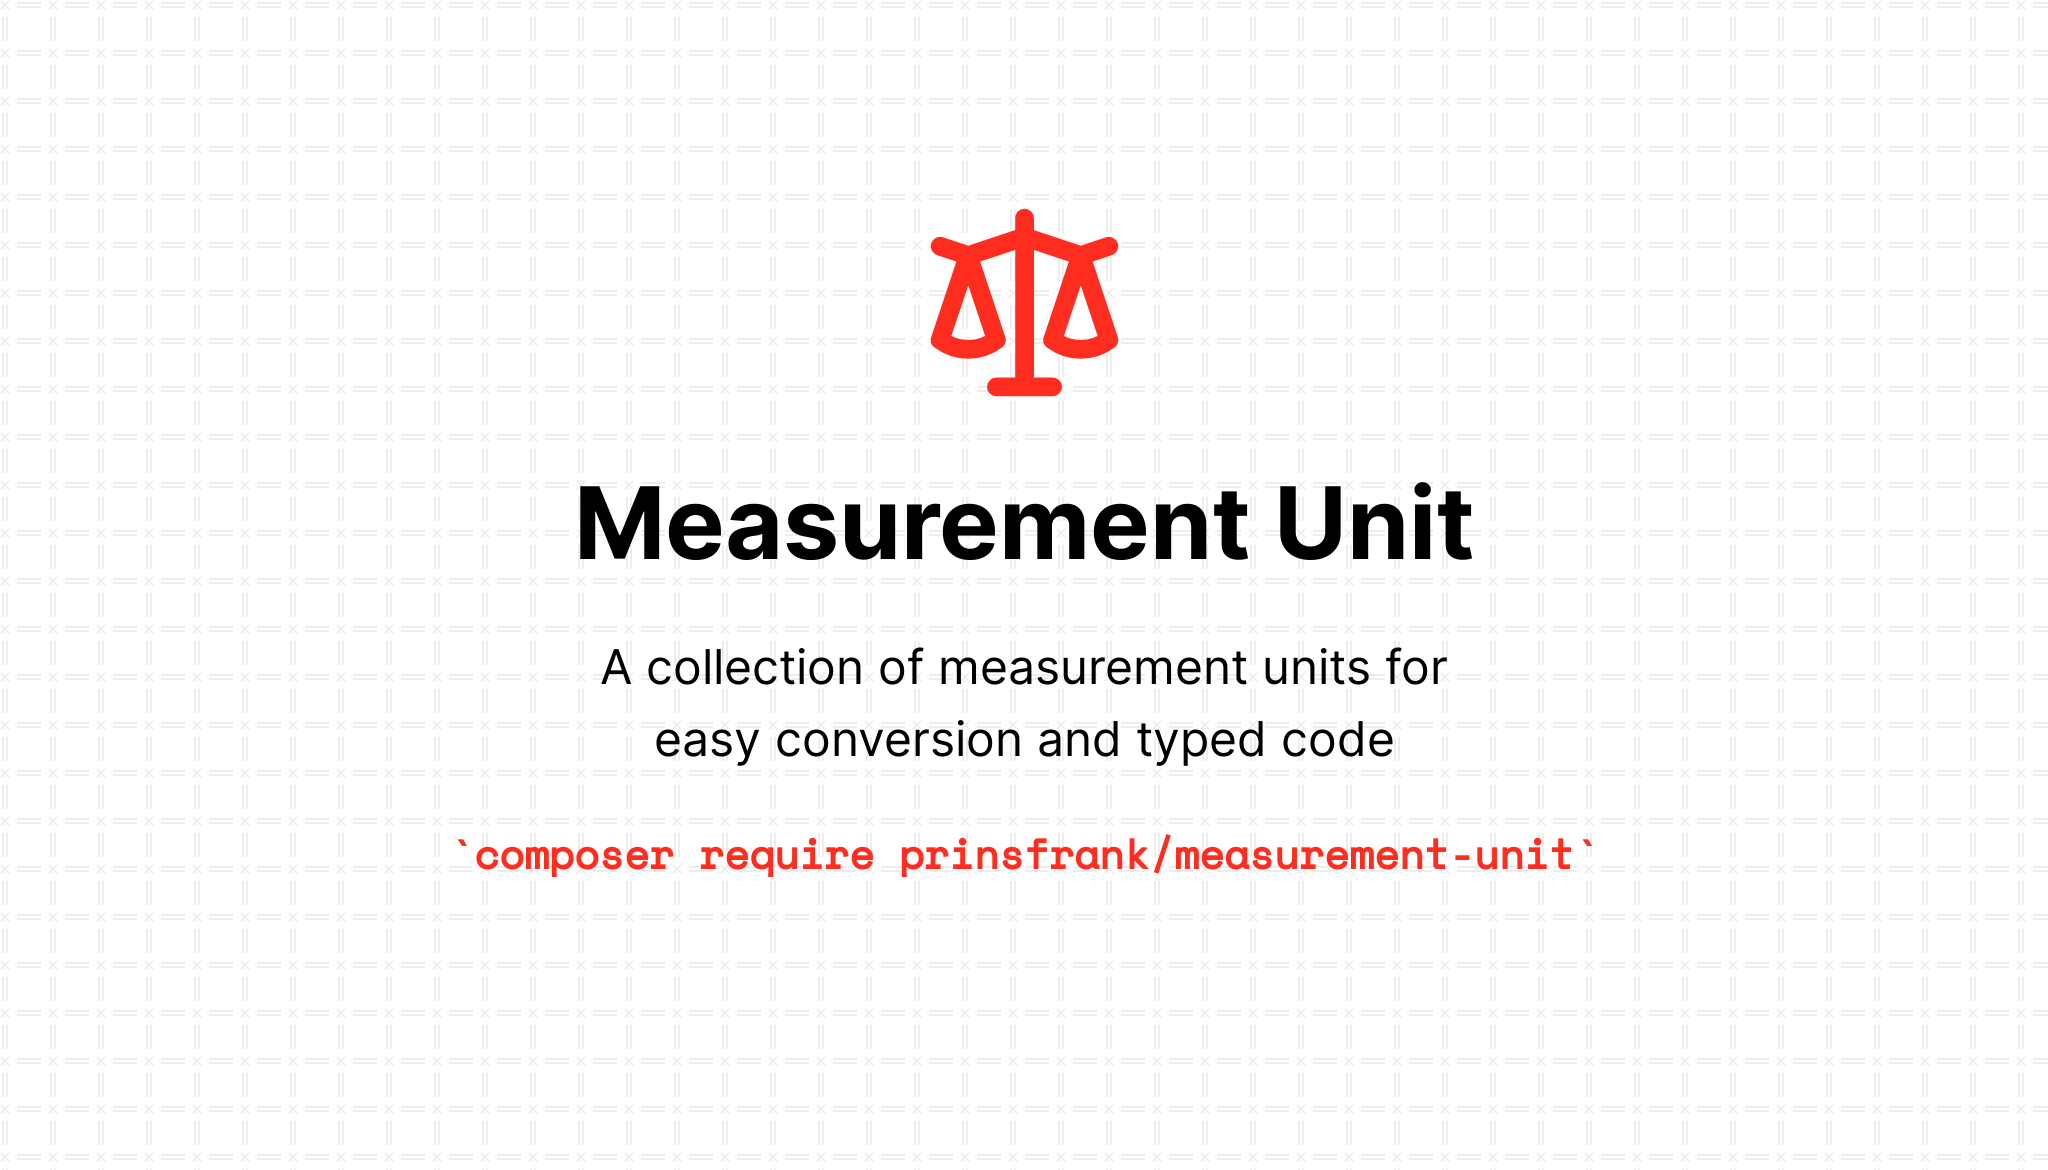 Measurement Unit
A collection of measurement units for
easy conversion and typed code
`composer require prinsfrank/measurement-unit`